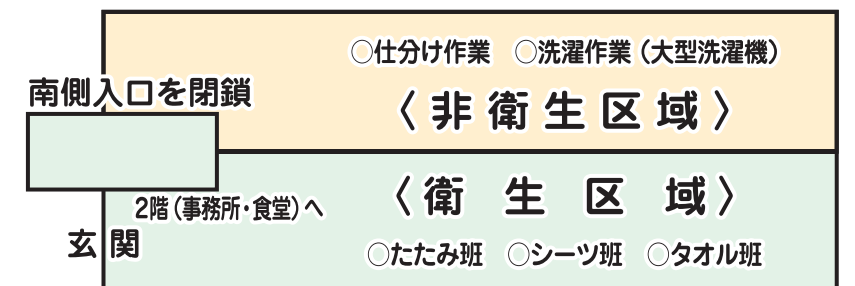 ○仕分け作業 ○洗濯作業（大型洗濯機）
南側入口を閉鎖
〈非衛生区域〉
〈衛生区域〉
2階（事務所・食堂）へ
玄関
○たたみ班 ○シーツ班 ○タオル班